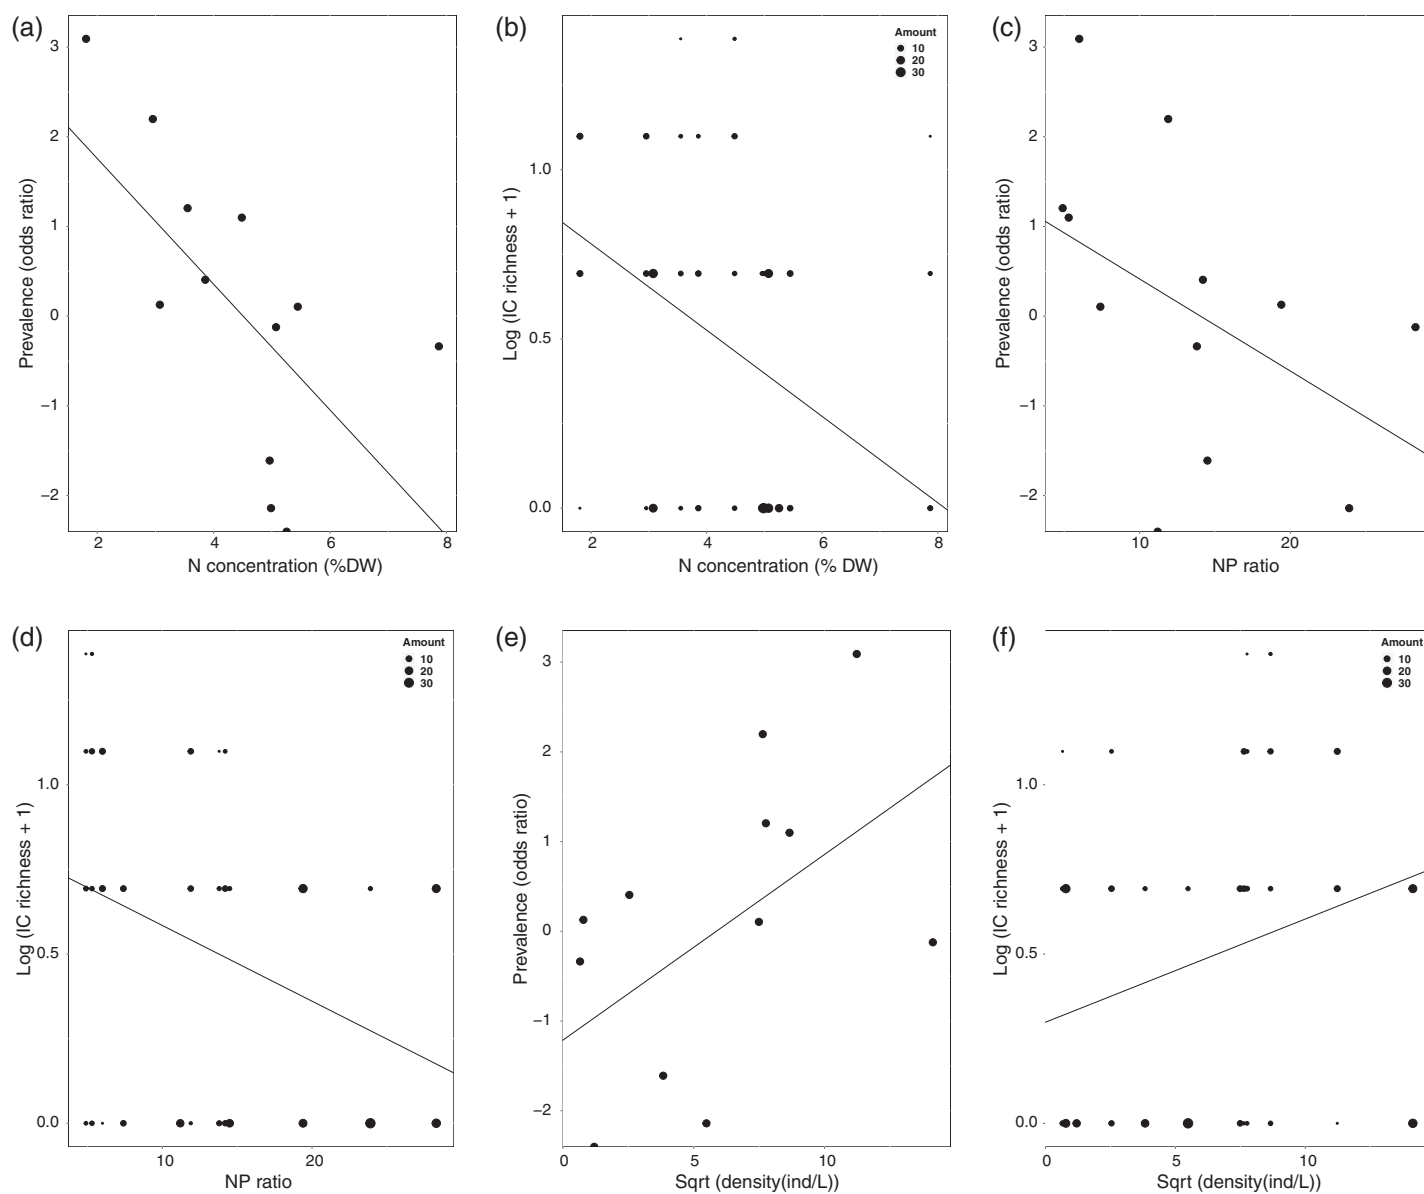 (a)
3
2
1
0
−1
−2
Prevalence (odds ratio)
2 4 6 8
N concentration (%DW)
(b)
Amount
10
20
30
1.0
0.5
0.0
Log (IC richness + 1)
2 4 6 8
N concentration (% DW)
(c)
3
2
1
0
−1
−2
Prevalence (odds ratio)
10 20
NP ratio
(d)
Amount
10
20
30
1.0
0.5
0.0
Log (IC richness + 1)
10 20
NP ratio
(e)
3
2
1
0
−1
−2
Prevalence (odds ratio)
0 5 10
Sqrt (density(ind/L))
(f)
Amount
10
20
30
1.0
0.5
0.0
Log (IC richness + 1)
0 5 10
Sqrt (density(ind/L))